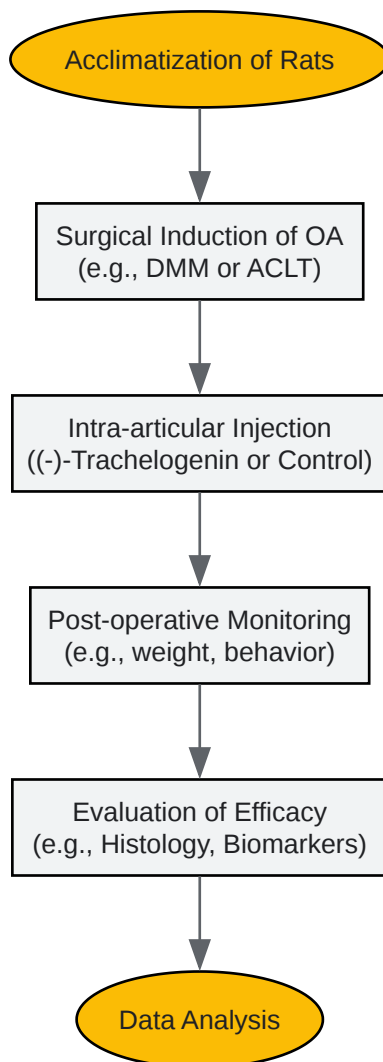 Acclimatization of Rats
Surgical Induction of OA
(e.g., DMM or ACLT)
Intra-articular Injection
((-)-Trachelogenin or Control)
Post-operative Monitoring
(e.g., weight, behavior)
Evaluation of Efficacy
(e.g., Histology, Biomarkers)
Data Analysis